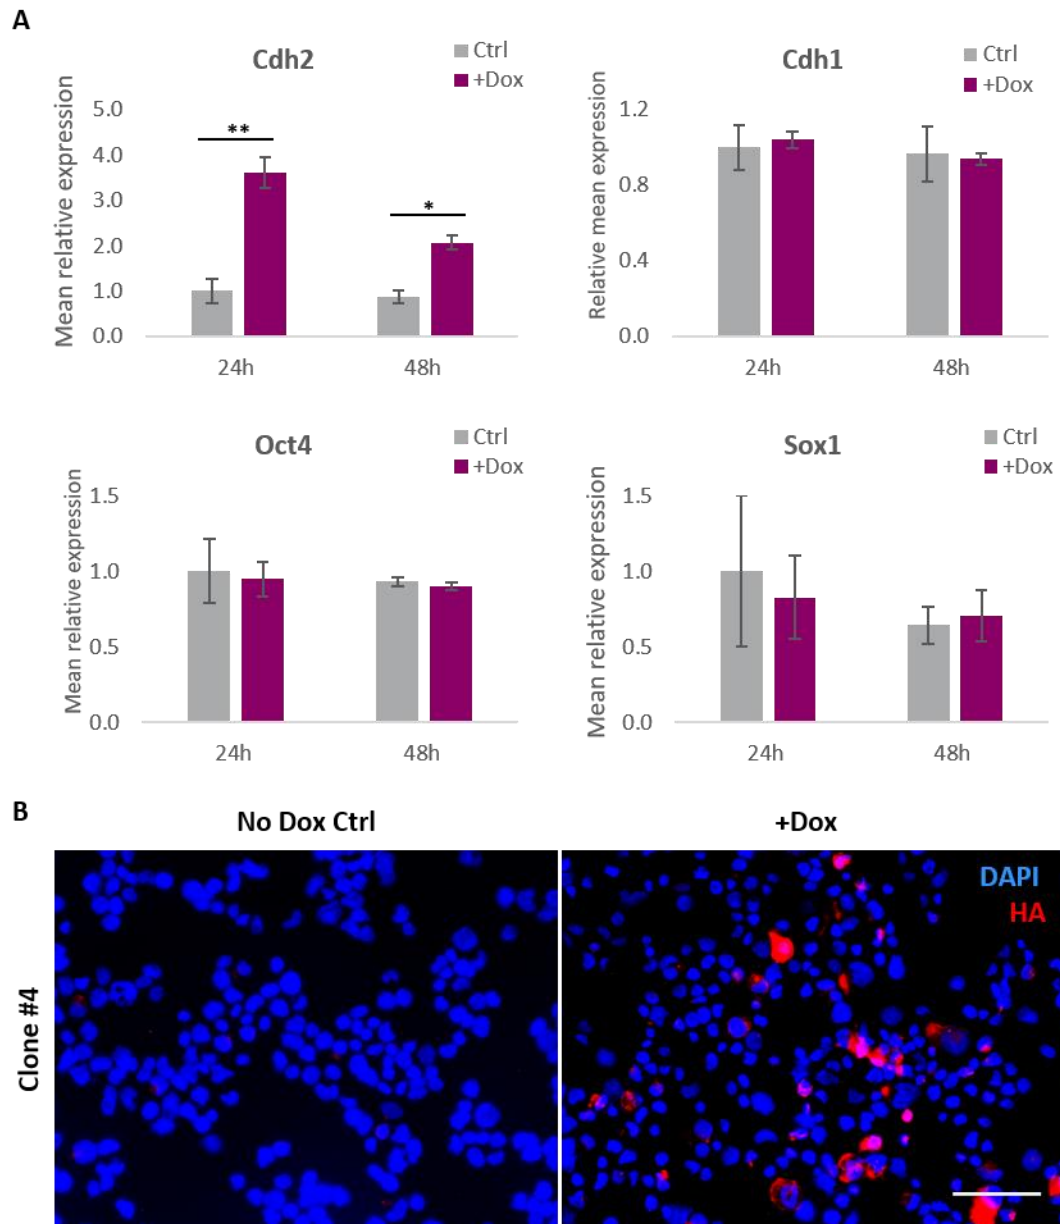 A
Cdh2
Ctrl
+Dox
Mean relative expression
5.0
4.0
3.0
2.0
1.0
0.0
**
*
24h
48h
Cdh1
Ctrl
+Dox
Relative mean expression
1.2
0.8
0.4
0.0
24h
48h
Oct4
Ctrl
+Dox
Mean relative expression
1.5
1.0
0.5
0.0
24h
48h
Sox1
Ctrl
+Dox
Mean relative expression
1.5
1.0
0.5
0.0
24h
48h
B
No Dox Ctrl
+Dox
Clone #4
DAPI
HA